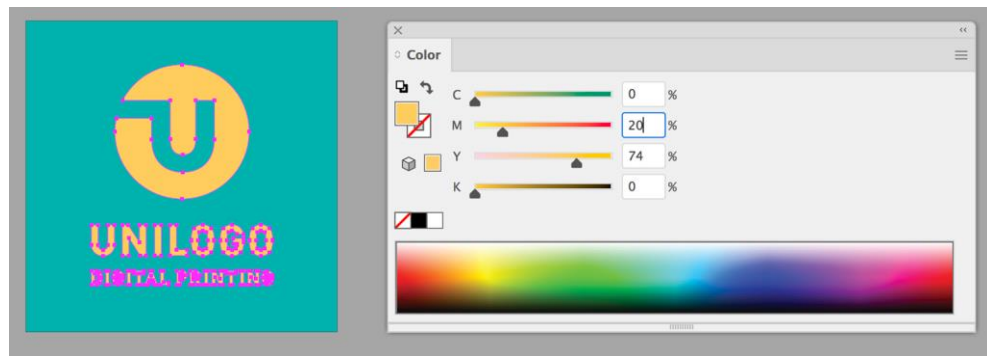 UNILOGO
DIGITAL PRINTING
Color
C 0 %
M 20 %
Y 74 %
K 0 %